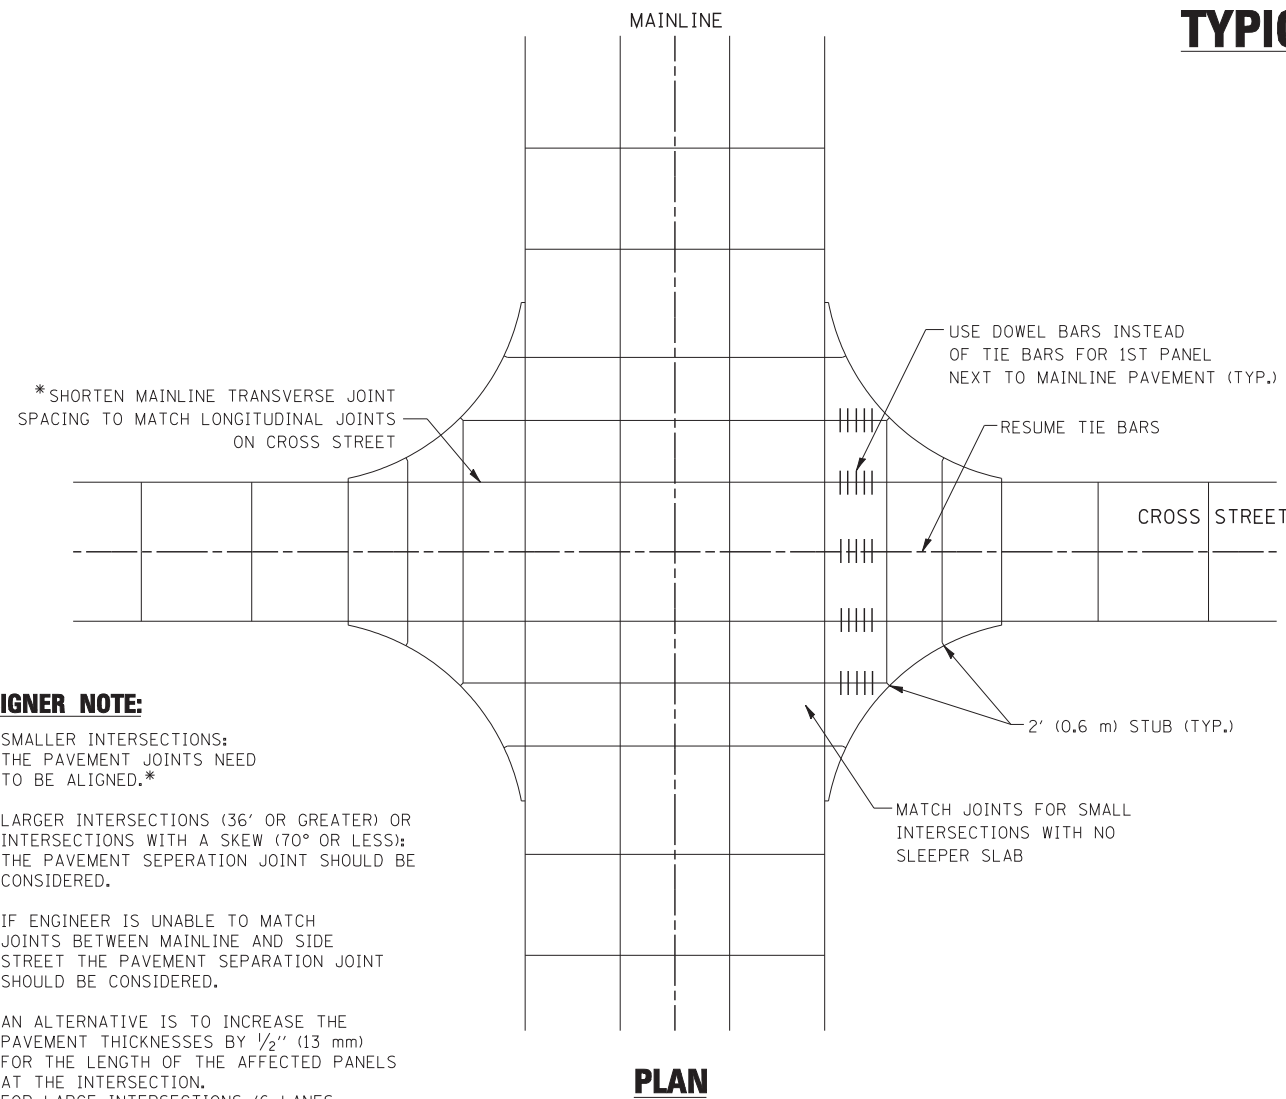 MAINLINE
TYPIC
USE DOWEL BARS INSTEAD
OF TIE BARS FOR 1ST PANEL
NEXT TO MAINLINE PAVEMENT (TYP.)
*SHORTEN MAINLINE TRANSVERSE JOINT
SPACING TO MATCH LONGITUDINAL JOINTS
ON CROSS STREET
RESUME TIE BARS
CROSS STREET
IGNER NOTE:
SMALLER INTERSECTIONS:
THE PAVEMENT JOINTS NEED
TO BE ALIGNED.*
LARGER INTERSECTIONS (36' OR GREATER) OR
INTERSECTIONS WITH A SKEW (70° OR LESS):
THE PAVEMENT SEPERATION JOINT SHOULD BE
CONSIDERED.
IF ENGINEER IS UNABLE TO MATCH
JOINTS BETWEEN MAINLINE AND SIDE
STREET THE PAVEMENT SEPARATION JOINT
SHOULD BE CONSIDERED.
AN ALTERNATIVE IS TO INCREASE THE
PAVEMENT THICKNESSES BY 1/2'' (13 mm)
FOR THE LENGTH OF THE AFFECTED PANELS
AT THE INTERSECTION.
FOR LARGE INTERSECTIONS (6 LANES
2' (0.6 m) STUB (TYP.)
MATCH JOINTS FOR SMALL
INTERSECTIONS WITH NO
SLEEPER SLAB
PLAN